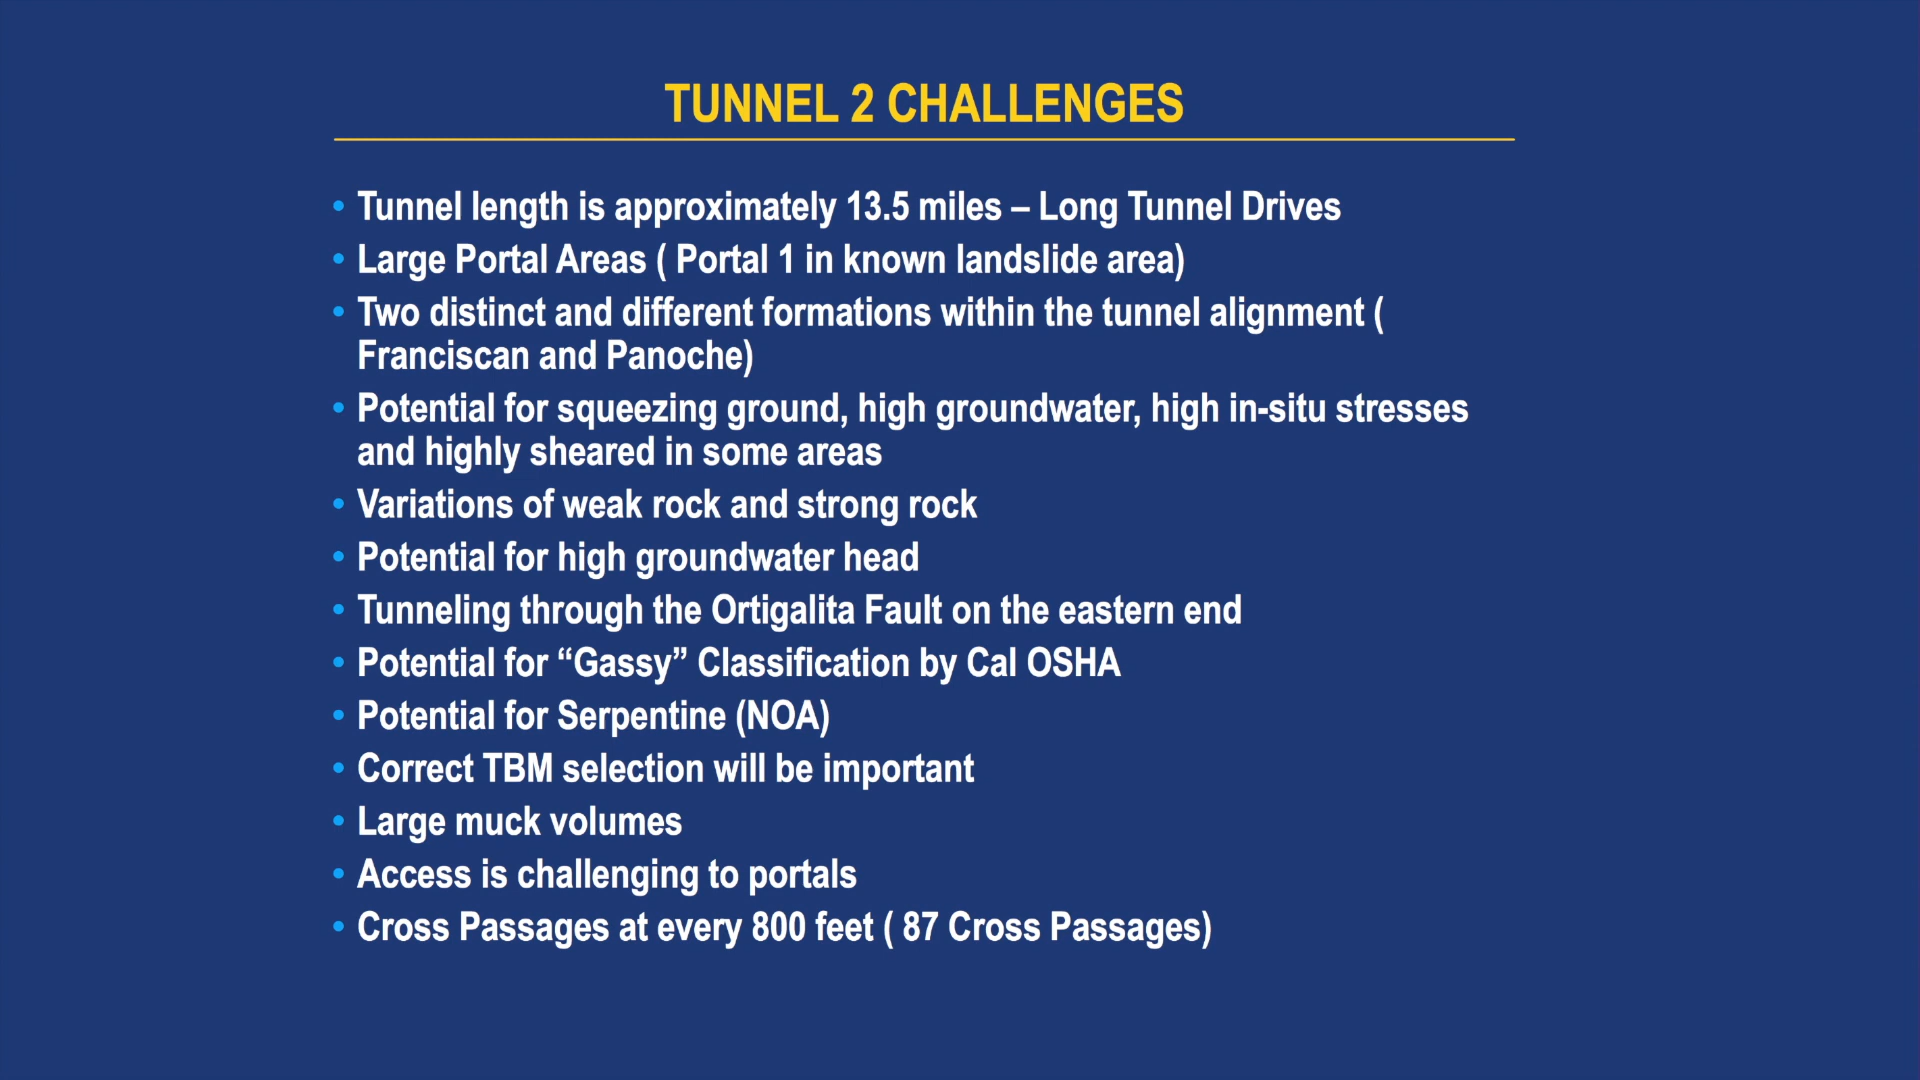 TUNNEL 2 CHALLENGES
• Tunnel length is approximately 13.5 miles – Long Tunnel Drives
• Large Portal Areas ( Portal 1 in known landslide area)
• Two distinct and different formations within the tunnel alignment (
Franciscan and Panoche)
• Potential for squeezing ground, high groundwater, high in-situ stresses
and highly sheared in some areas
• Variations of weak rock and strong rock
• Potential for high groundwater head
• Tunneling through the Ortigalita Fault on the eastern end
• Potential for “Gassy” Classification by Cal OSHA
• Potential for Serpentine (NOA)
• Correct TBM selection will be important
• Large muck volumes
• Access is challenging to portals
• Cross Passages at every 800 feet ( 87 Cross Passages)